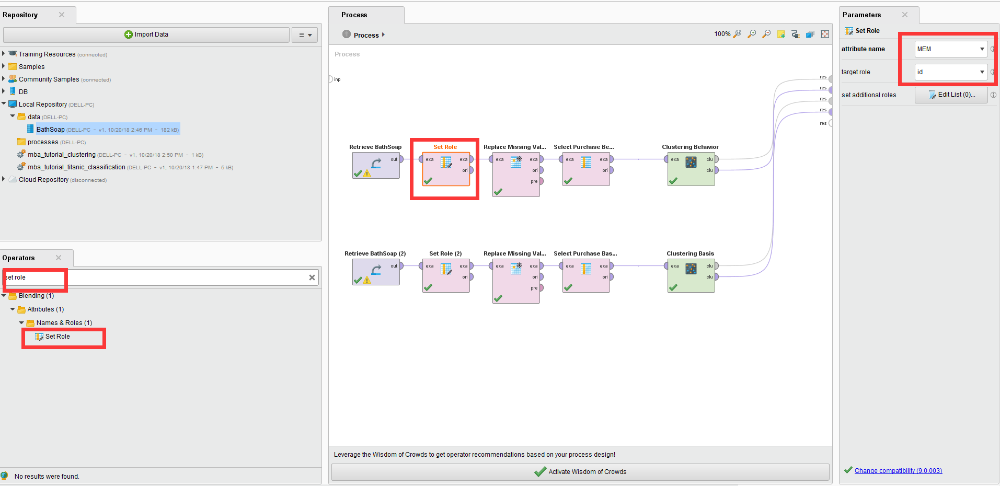 Repository
Import Data
Training Resources (connected)
Samples
Community Samples (connected)
DB
Local Repository (DELL-PC)
data (DELL-PC)
BathSoap (DELL-PC - v1, 10/20/18 2:46 PM - 182 kB)
processes (DELL-PC)
mba_tutorial_clustering (DELL-PC - v1, 10/20/18 2:50 PM - 1 kB)
mba_tutorial_titanic_classification (DELL-PC - v1, 10/20/18 1:47 PM - 5 kB)
Cloud Repository (disconnected)
Operators
set role
Blending (1)
Attributes (1)
Names & Roles (1)
Set Role
No results were found.
Process
Process
100%
Process
inp
res
res
res
res
res
Retrieve BathSoap
out
Set Role
exa exa
ori
Replace Missing Val...
exa exa
ori
pre
Select Purchase Be...
exa exa
ori
Clustering Behavior
exa clu
clu
Retrieve BathSoap (2)
out
Set Role (2)
exa exa
ori
Replace Missing Val...
exa exa
ori
pre
Select Purchase Bas...
exa exa
ori
Clustering Basis
exa clu
clu
Leverage the Wisdom of Crowds to get operator recommendations based on your process design!
Activate Wisdom of Crowds
Parameters
Set Role
attribute name MEM
target role id
set additional roles Edit List (0)...
Change compatibility (9.0.003)